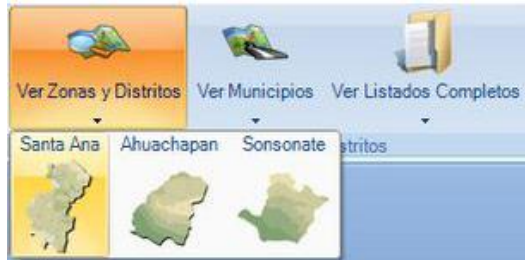 Ver Zonas y Distritos Ver Municipios Ver Listados Completos
Santa Ana Ahuachapan Sonsonate stritos